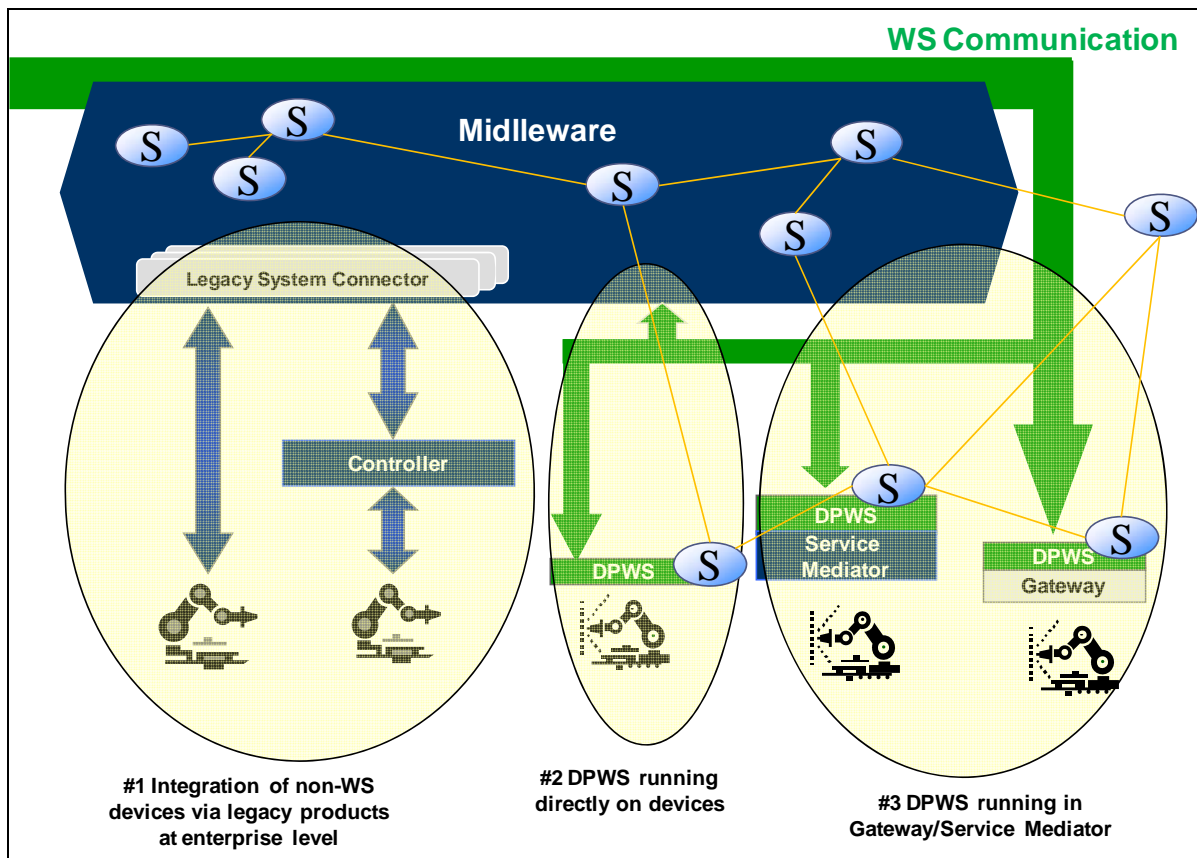 WS Communication
S
S
S
Midlleware
S
S
S
S
Legacy System Connector
Controller
S
DPWS
Service
Mediator
S
DPWS
S
DPWS
Gateway
#1 Integration of non-WS
devices via legacy products
at enterprise level
#2 DPWS running
directly on devices
#3 DPWS running in
Gateway/Service Mediator